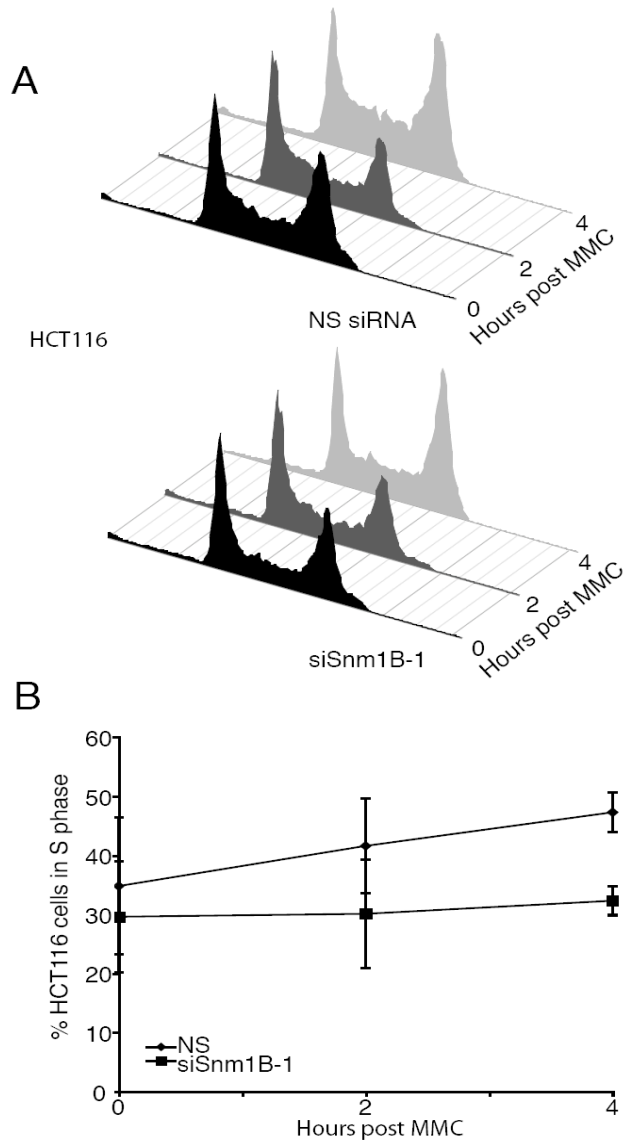 A
4
2
0
Hours post MMC
NS siRNA
HCT116
4
2
0
Hours post MMC
siSnm1B-1
B
% HCT116 cells in S phase
60
50
40
30
20
10
0
NS
siSnm1B-1
0
2
4
Hours post MMC